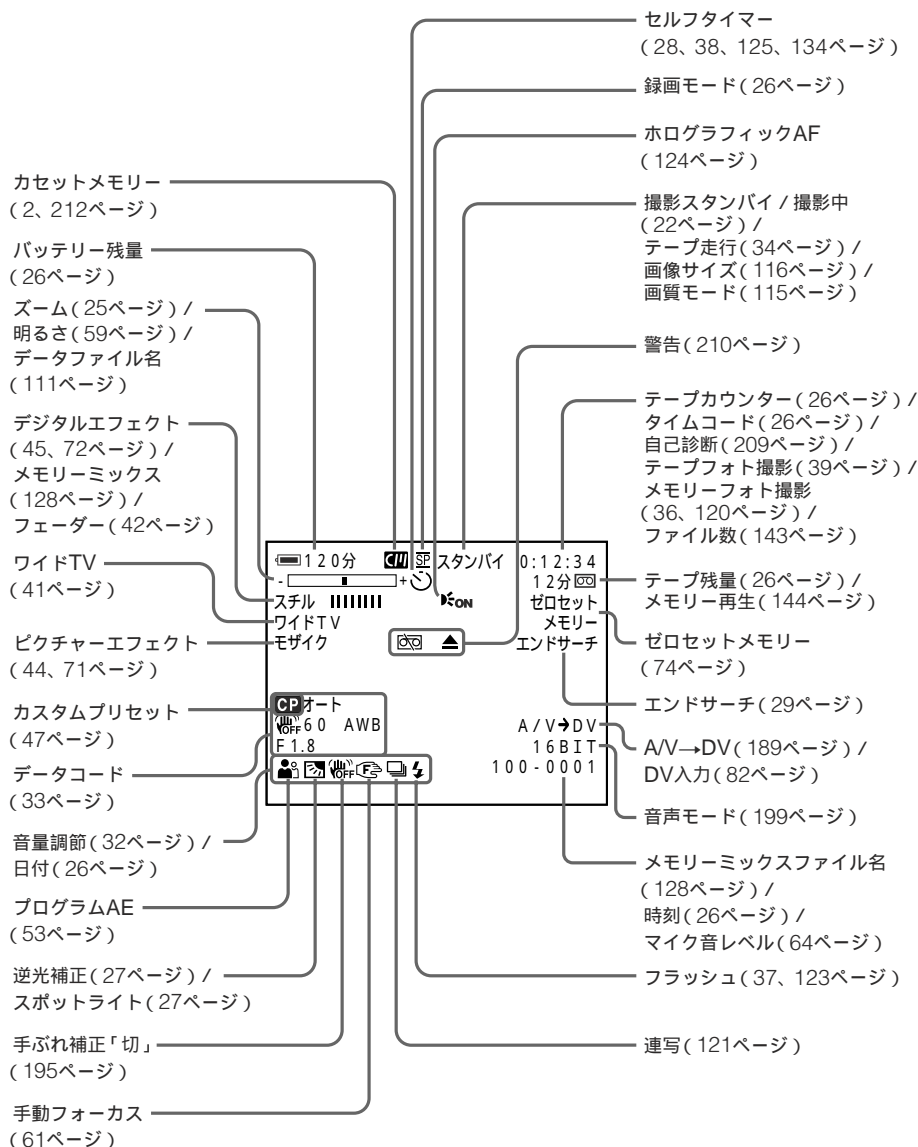 セルフタイマー
(28、38、125、134ページ)
録画モード(26ページ)
ホログラフィックAF
(124ページ)
撮影スタンバイ / 撮影中
(22ページ) /
テープ走行(34ページ) /
画像サイズ(116ページ) /
画質モード(115ページ)
警告(210ページ)
テープカウンター(26ページ) /
タイムコード(26ページ) /
自己診断(209ページ) /
テープフォト撮影(39ページ) /
メモリーフォト撮影
(36、120ページ) /
ファイル数(143ページ)
テープ残量(26ページ) /
メモリー再生(144ページ)
ゼロセットメモリー
(74ページ)
エンドサーチ(29ページ)
A/V→DV(189ページ) /
DV入力(82ページ)
音声モード(199ページ)
メモリーミックスファイル名
(128ページ) /
時刻(26ページ) /
マイク音レベル(64ページ)
フラッシュ(37、123ページ)
連写(121ページ)
カセットメモリー
(2、212ページ)
バッテリー残量
(26ページ)
ズーム(25ページ) /
明るさ(59ページ) /
データファイル名
(111ページ)
デジタルエフェクト
(45、72ページ) /
メモリーミックス
(128ページ) /
フェーダー(42ページ)
ワイドTV
(41ページ)
ピクチャーエフェクト
(44、71ページ)
カスタムプリセット
(47ページ)
データコード
(33ページ)
音量調節(32ページ) /
日付(26ページ)
プログラムAE
(53ページ)
逆光補正(27ページ) /
スポットライト(27ページ)
手ぶれ補正「切」
(195ページ)
手動フォーカス
(61ページ)
120分 CM SP スタンバイ 0:12:34
- + 12分
スチル ON ゼロセット
メモリー
ワイドTV
モザイク エンドサーチ
CP オート
OFF 60 AWB A/V→DV
F1.8 16BIT
OFF F 100-0001